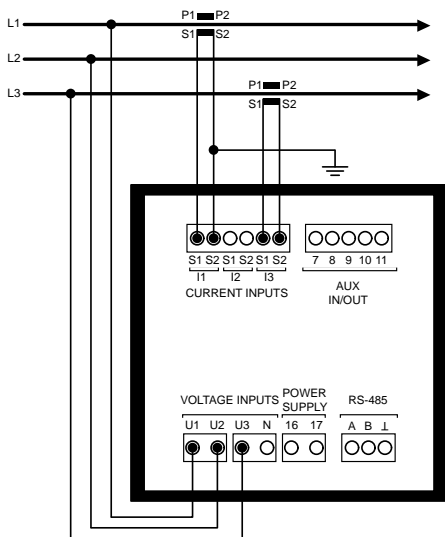 P1 P2
L1
S1 S2
L2
P1 P2
L3
S1 S2
S1 S2 S1 S2 S1 S2
7 8 9 10 11
I1 I2 I3
CURRENT INPUTS
AUX
IN/OUT
VOLTAGE INPUTS
POWER
SUPPLY
RS-485
U1 U2 U3 N 16 17 A B ⊥